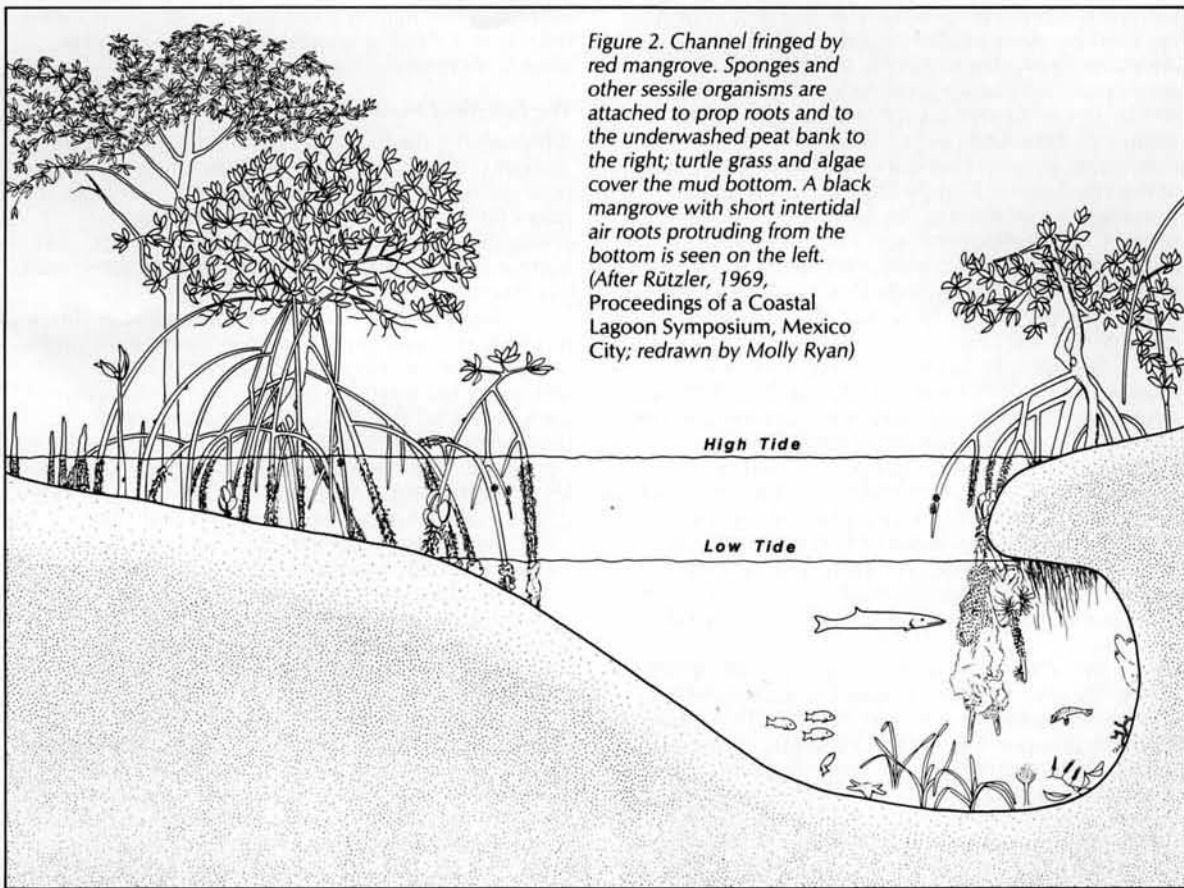 Figure 2. Channel fringed by
red mangrove. Sponges and
other sessile organisms are
attached to prop roots and to
the underwashed peat bank to
the right; turtle grass and algae
cover the mud bottom. A black
mangrove with short intertidal
air roots protruding from the
bottom is seen on the left.
(After Rützler, 1969,
Proceedings of a Coastal
Lagoon Symposium, Mexico
City; redrawn by Molly Ryan)
High Tide
Low Tide